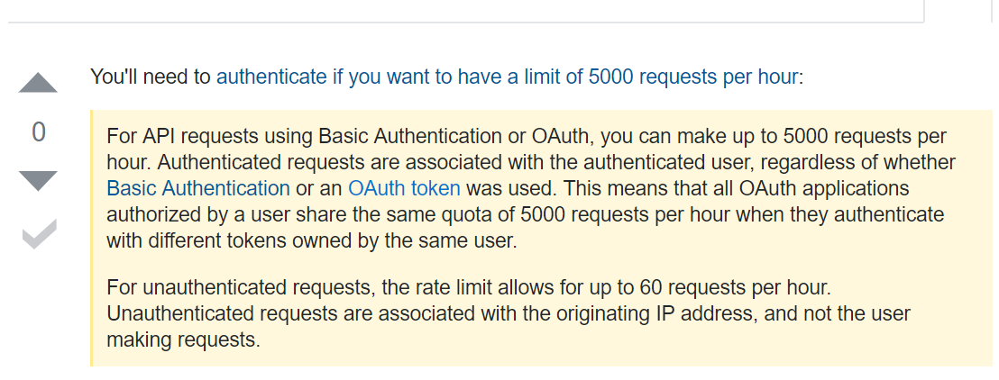 You'll need to authenticate if you want to have a limit of 5000 requests per hour:
0
For API requests using Basic Authentication or OAuth, you can make up to 5000 requests per
hour. Authenticated requests are associated with the authenticated user, regardless of whether
Basic Authentication or an OAuth token was used. This means that all OAuth applications
authorized by a user share the same quota of 5000 requests per hour when they authenticate
with different tokens owned by the same user.
For unauthenticated requests, the rate limit allows for up to 60 requests per hour.
Unauthenticated requests are associated with the originating IP address, and not the user
making requests.